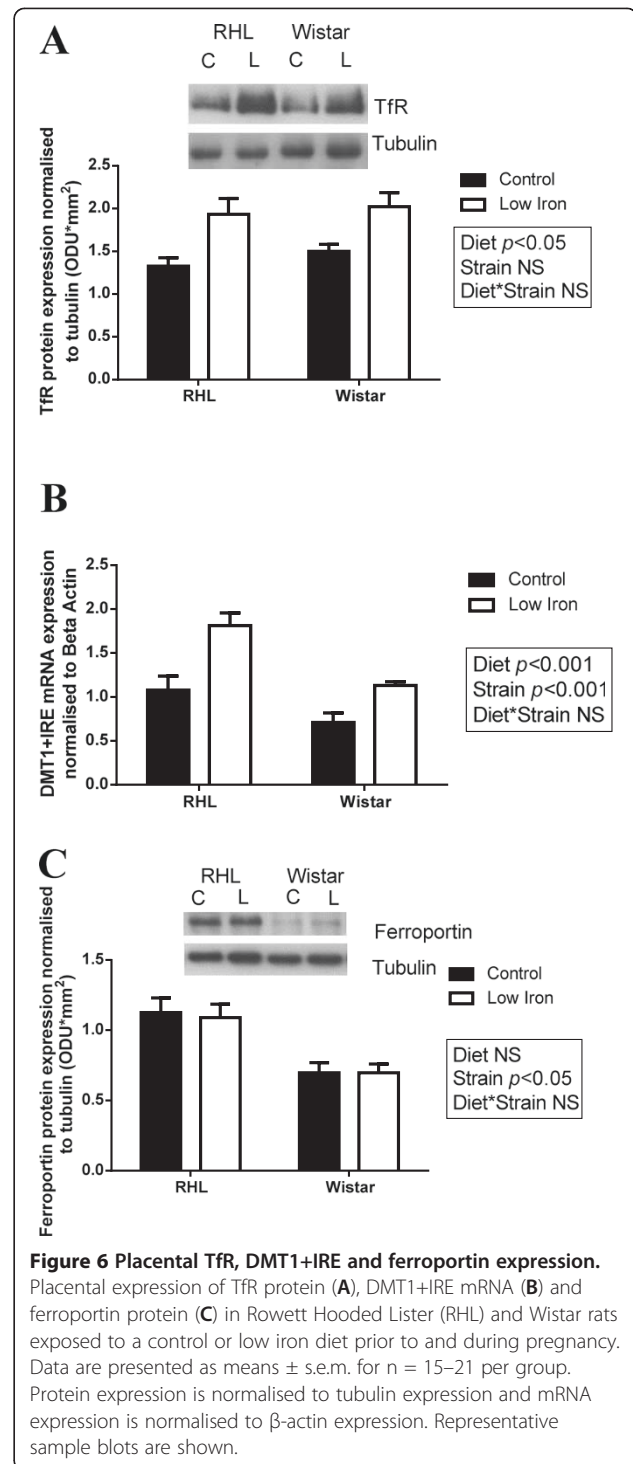 A
RHL Wistar
C L C L
TfR
Tubulin
TfR protein expression normalised
to tubulin (ODU*mm²)
2.5
2.0
1.5
1.0
0.5
0.0
RHL Wistar
Control
Low Iron
Diet p<0.05
Strain NS
Diet*Strain NS
B
DMT1+IRE mRNA expression
normalised to Beta Actin
2.5
2.0
1.5
1.0
0.5
0.0
RHL Wistar
Control
Low Iron
Diet p<0.001
Strain p<0.001
Diet*Strain NS
C
RHL Wistar
C L C L
Ferroportin
Tubulin
Ferroportin protein expression normalised
to tubulin (ODU*mm²)
1.5
1.0
0.5
0.0
RHL Wistar
Control
Low Iron
Diet NS
Strain p<0.05
Diet*Strain NS
Figure 6 Placental TfR, DMT1+IRE and ferroportin expression.
Placental expression of TfR protein (A), DMT1+IRE mRNA (B) and
ferroportin protein (C) in Rowett Hooded Lister (RHL) and Wistar rats
exposed to a control or low iron diet prior to and during pregnancy.
Data are presented as means ± s.e.m. for n = 15–21 per group.
Protein expression is normalised to tubulin expression and mRNA
expression is normalised to β-actin expression. Representative
sample blots are shown.